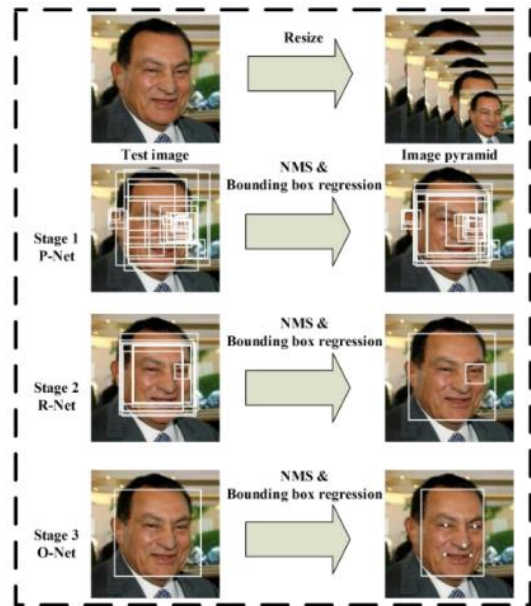 Resize
Test image
Image pyramid
NMS &
Bounding box regression
Stage 1
P-Net
NMS &
Bounding box regression
Stage 2
R-Net
NMS &
Bounding box regression
Stage 3
O-Net